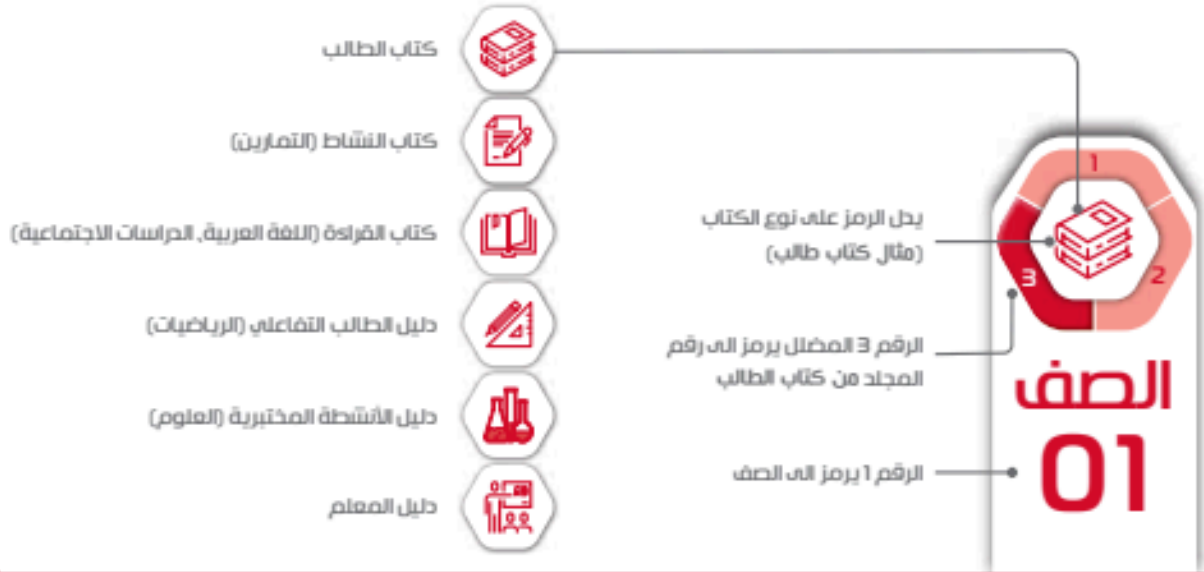 1
2
3
الصف
01
يدل الرمز على نوع الكتاب
(مثال كتاب طالب)
الرقم 3 المضلل يرمز الى رقم
المجلد من كتاب الطالب
الرقم 1 يرمز الى الصف
كتاب الطالب
كتاب النشاط (التمارين)
كتاب القراءة (اللغة العربية, الدراسات الاجتماعية)
دليل الطالب التفاعلي (الرياضيات)
دليل الأنشطة المختبرية (العلوم)
دليل المعلم